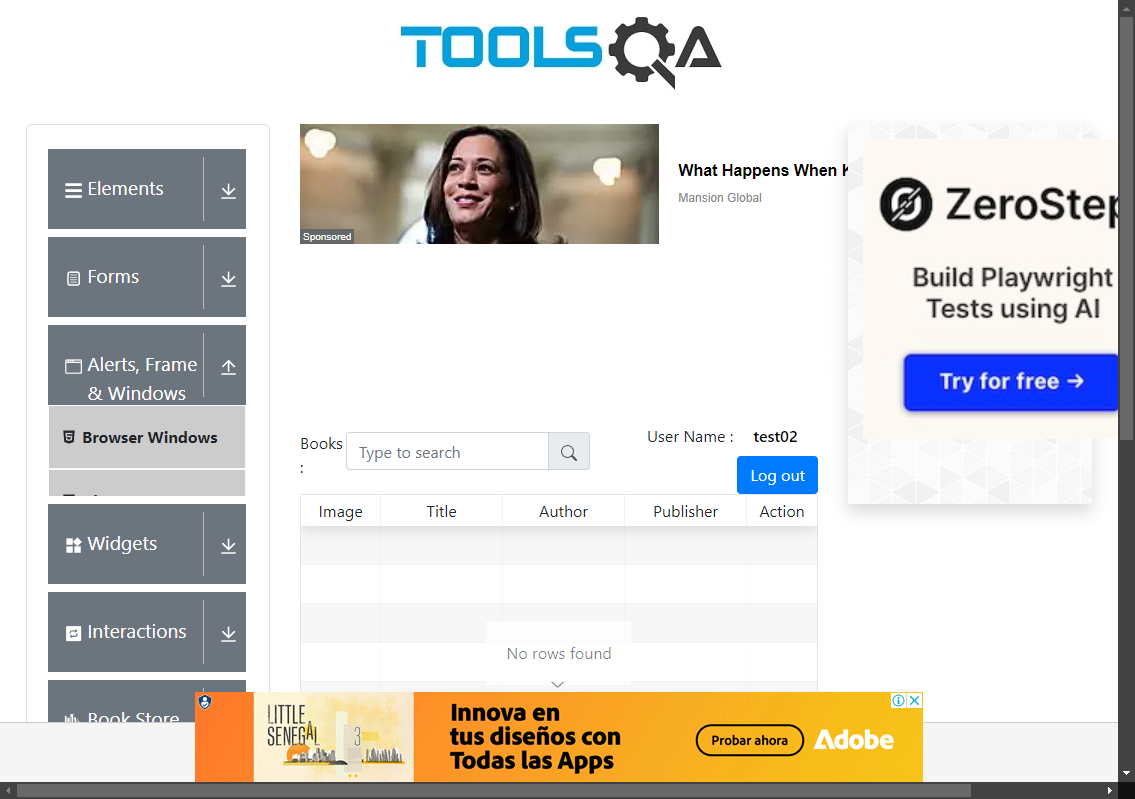 TOOLSQA
Elements
Forms
Alerts, Frame
& Windows
Browser Windows
Widgets
Interactions
Book Store
Sponsored
What Happens When
Mansion Global
Books
:
Type to search
User Name :
test02
Log out
Image
Title
Author
Publisher
Action
No rows found
ZeroStep
Build Playwright
Tests using AI
Try for free →
LITTLE
SENEGAL
3
Innova en
tus diseños con
Todas las Apps
Probar ahora
Adobe